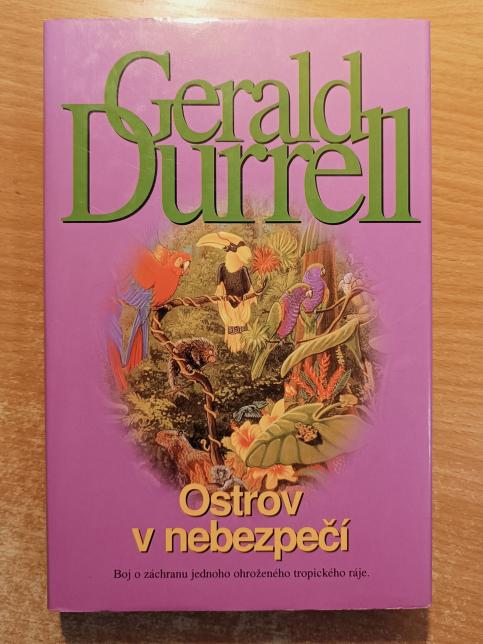 Gerald
Durrell
Ostrov
v nebezpečí
Boj o záchranu jednoho ohroženého tropického ráje.